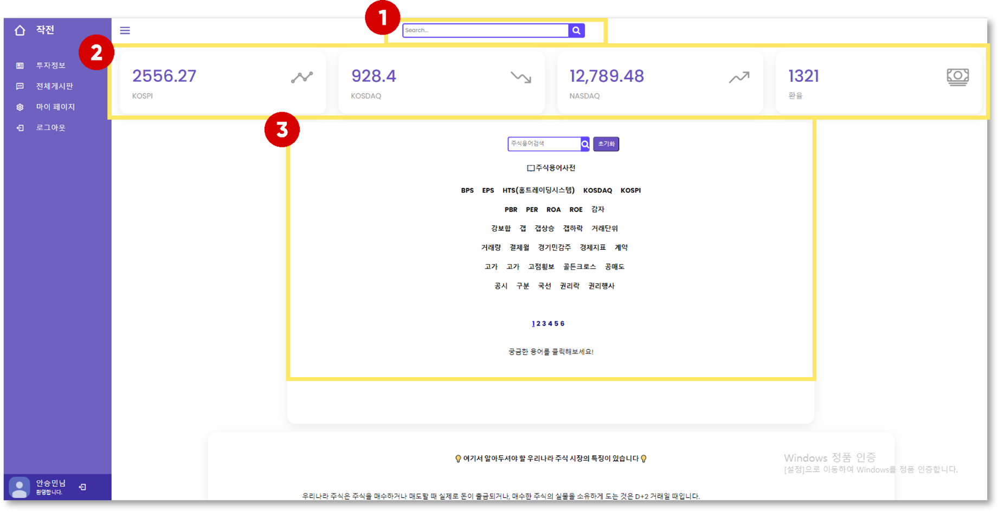 1
작전
Search...
2
투자정보
전체게시판
마이 페이지
로그아웃
2556.27
KOSPI
928.4
KOSDAQ
12,789.48
NASDAQ
1321
환율
3
주식용어검색
초기화
주식용어사전
BPS EPS HTS(홈트레이딩시스템) KOSDAQ KOSPI
PBR PER ROA ROE 감자
강보합 갭 갭상승 갭하락 거래단위
거래량 결제월 경기민감주 경제지표 계약
고가 고가 고점횡보 골든크로스 공매도
공시 구분 국선 권리락 권리행사
1 2 3 4 5 6
궁금한 용어를 클릭해보세요!
여기서 알아두셔야 할 우리나라 주식 시장의 특징이 있습니다
Windows 정품 인증
[설정]으로 이동하여 Windows를 정품 인증합니다.
안승민님
환영합니다.
우리나라 주식은 주식을 매수하거나 매도할 때 실제로 돈이 출금되거나, 매수한 주식의 실물을 소유하게 도는 것은 D+2 거래일 때입니다.